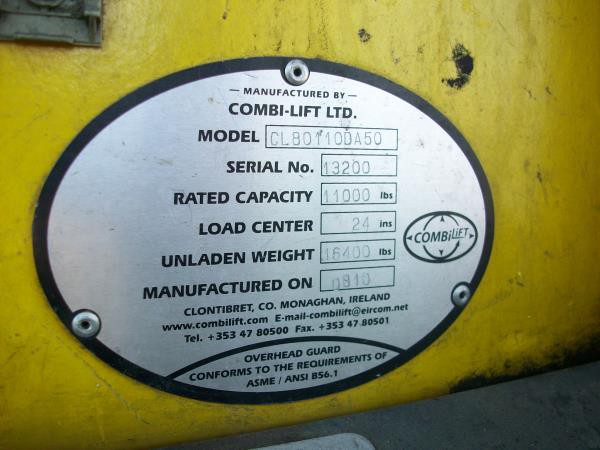 — MANUFACTURED BY —
COMBI-LIFT LTD.
MODEL CL80110DA50
SERIAL No. 13200
RATED CAPACITY 11000 lbs
LOAD CENTER 24 ins
COMBiLiFT
UNLADEN WEIGHT 16400 lbs
MANUFACTURED ON 0810
CLONTIBRET, CO. MONAGHAN, IRELAND
www.combilift.com E-mail-combilift@eircom.net
Tel. +353 47 80500 Fax. +353 47 80501
OVERHEAD GUARD
CONFORMS TO THE REQUIREMENTS OF
ASME / ANSI B56.1